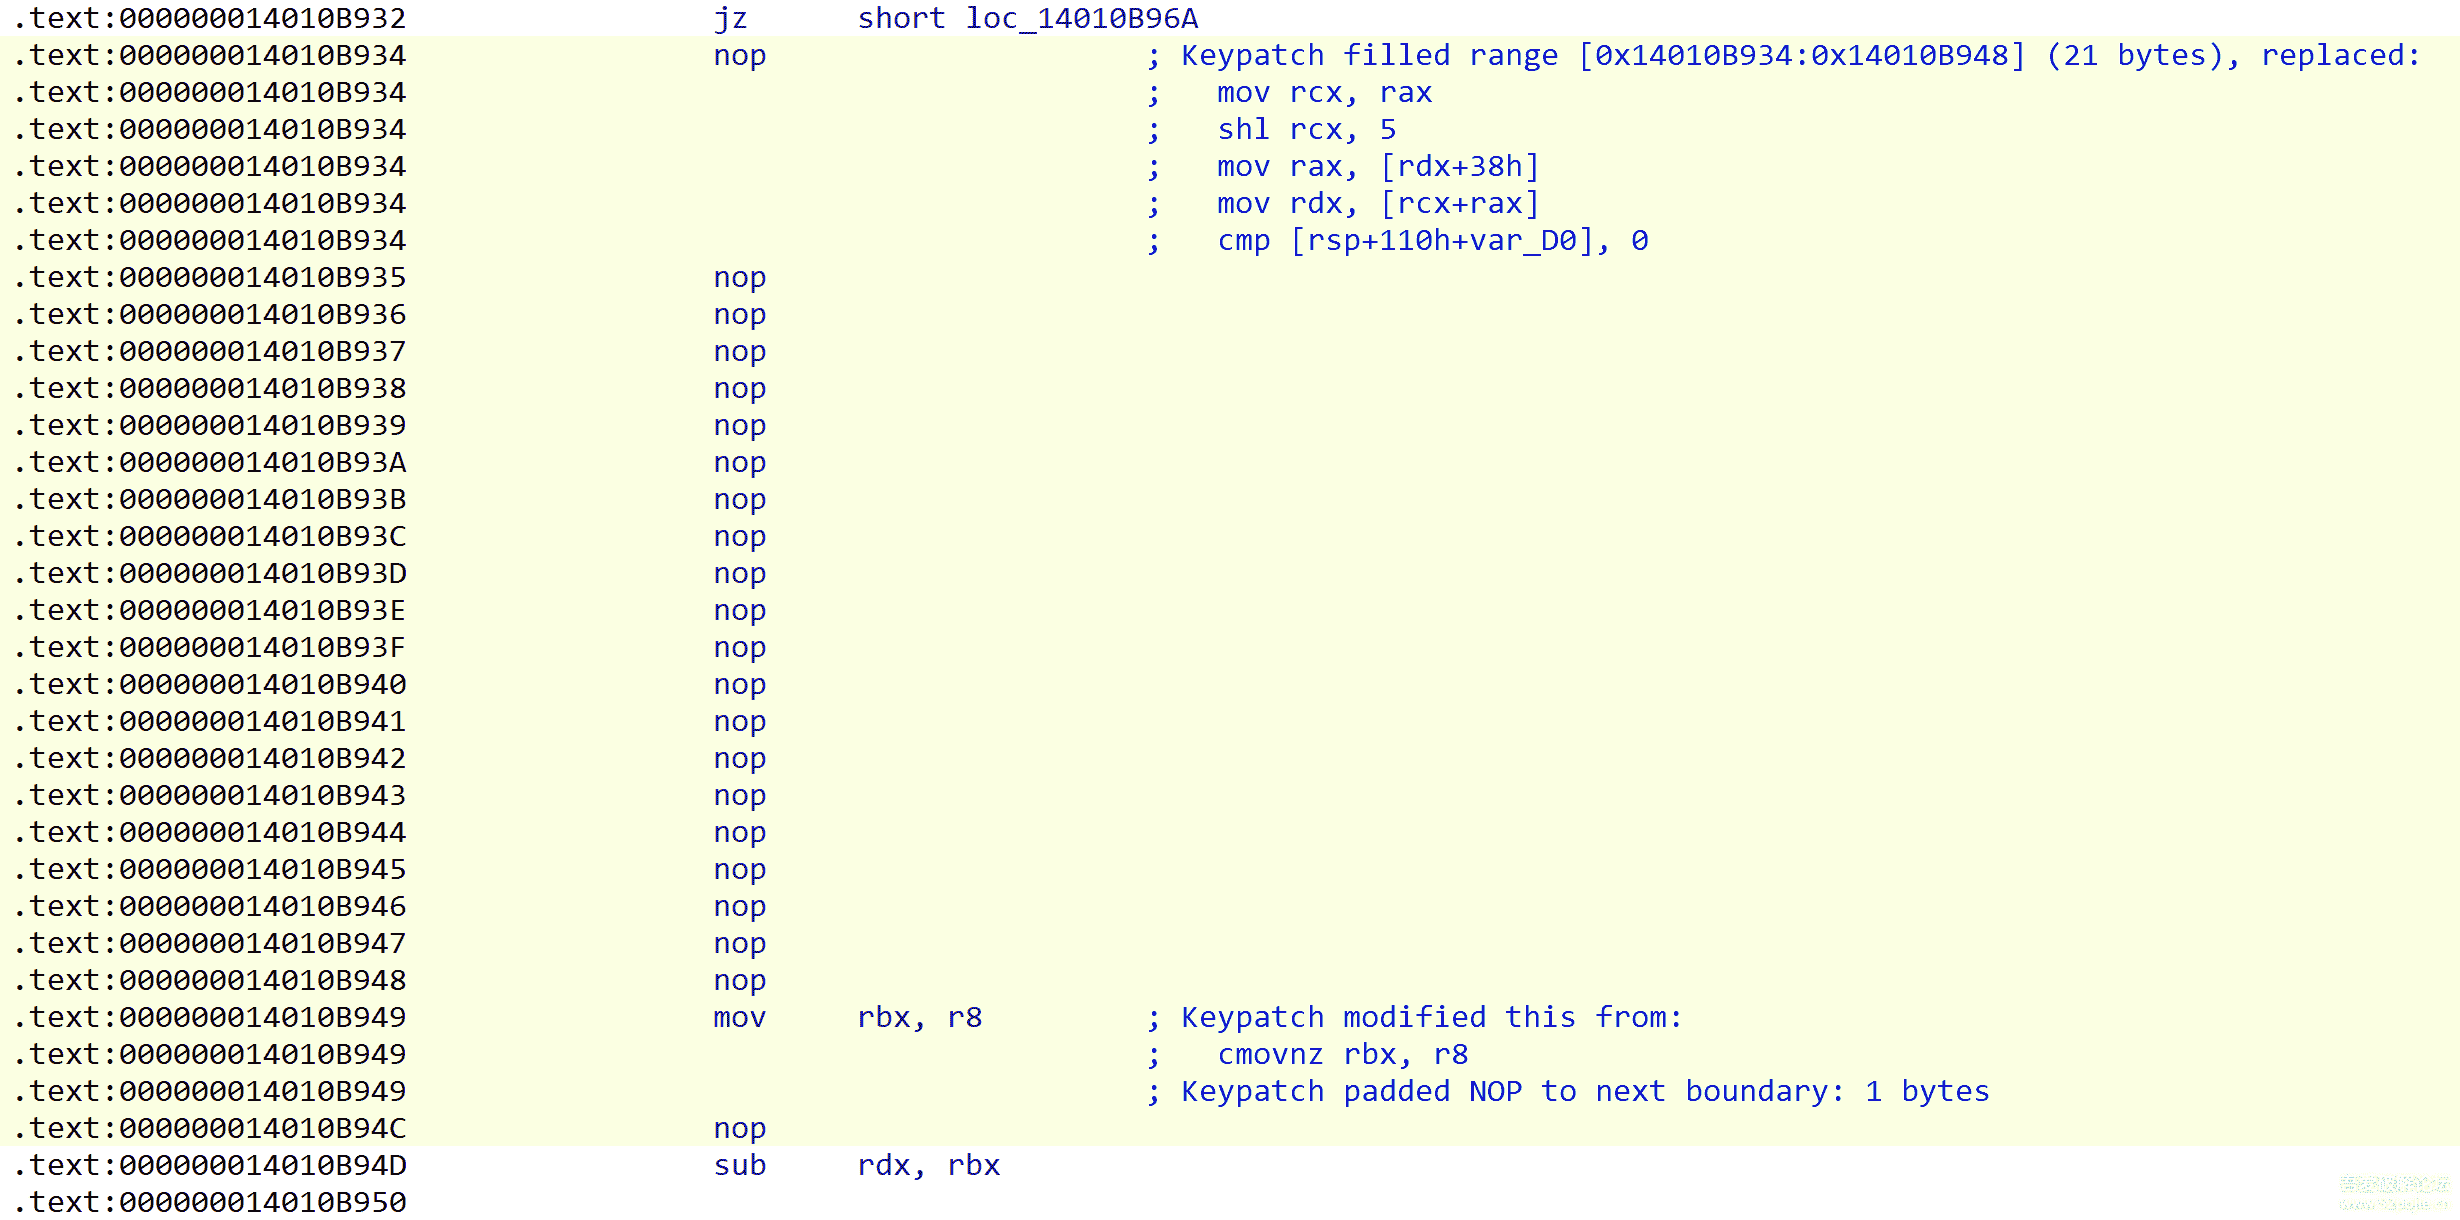 .text:000000014010B932 jz short loc_14010B96A
.text:000000014010B934 nop ; Keypatch filled range [0x14010B934:0x14010B948] (21 bytes), replaced:
.text:000000014010B934 ; mov rcx, rax
.text:000000014010B934 ; shl rcx, 5
.text:000000014010B934 ; mov rax, [rdx+38h]
.text:000000014010B934 ; mov rdx, [rcx+rax]
.text:000000014010B934 ; cmp [rsp+110h+var_D0], 0
.text:000000014010B935 nop
.text:000000014010B936 nop
.text:000000014010B937 nop
.text:000000014010B938 nop
.text:000000014010B939 nop
.text:000000014010B93A nop
.text:000000014010B93B nop
.text:000000014010B93C nop
.text:000000014010B93D nop
.text:000000014010B93E nop
.text:000000014010B93F nop
.text:000000014010B940 nop
.text:000000014010B941 nop
.text:000000014010B942 nop
.text:000000014010B943 nop
.text:000000014010B944 nop
.text:000000014010B945 nop
.text:000000014010B946 nop
.text:000000014010B947 nop
.text:000000014010B948 nop
.text:000000014010B949 mov rbx, r8 ; Keypatch modified this from:
.text:000000014010B949 ; cmovnz rbx, r8
.text:000000014010B949 ; Keypatch padded NOP to next boundary: 1 bytes
.text:000000014010B94C nop
.text:000000014010B94D sub rdx, rbx
.text:000000014010B950